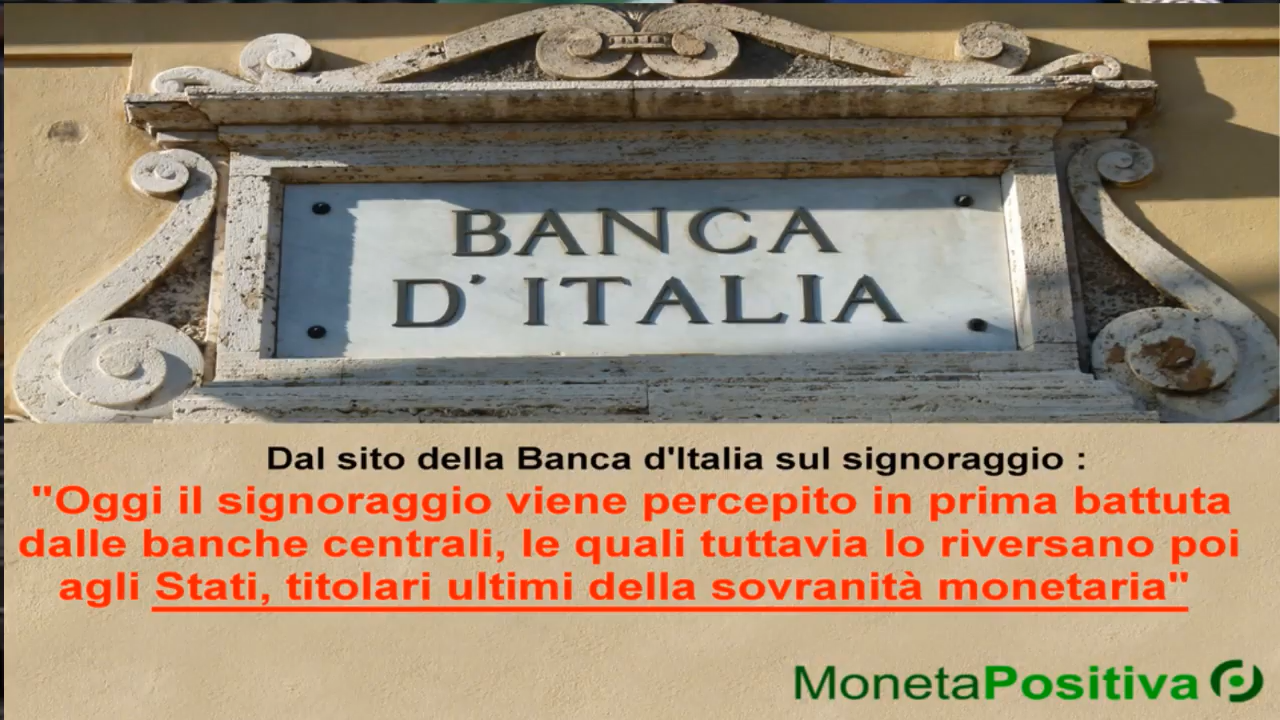 BANCA
D'ITALIA
Dal sito della Banca d'Italia sul signoraggio :
"Oggi il signoraggio viene percepito in prima battuta
dalle banche centrali, le quali tuttavia lo riversano poi
agli Stati, titolari ultimi della sovranità monetaria"
MonetaPositiva